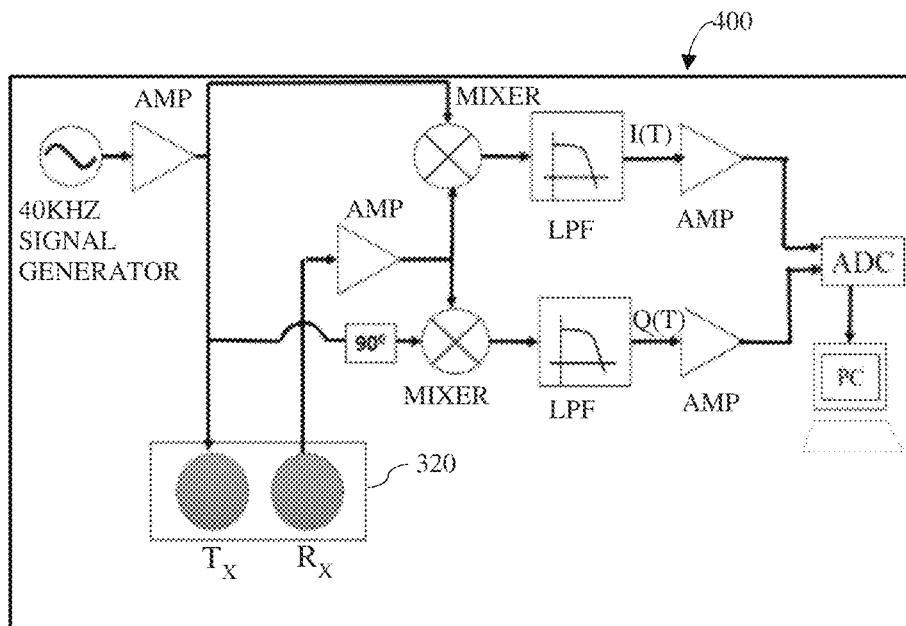 400
AMP
MIXER
I(T)
40KHZ
SIGNAL
GENERATOR
AMP
LPF
AMP
ADC
90°
Q(T)
MIXER
LPF
AMP
PC
320
TX
RX